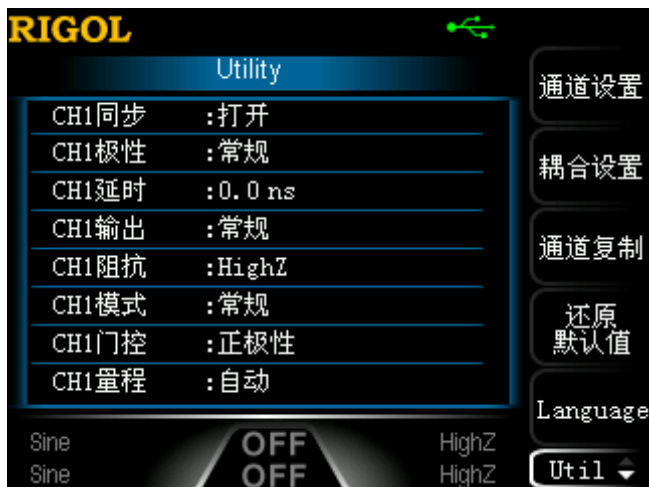 RIGOL
Utility
CH1同步 :打开
CH1极性 :常规
CH1延时 :0.0 ns
CH1输出 :常规
CH1阻抗 :HighZ
CH1模式 :常规
CH1门控 :正极性
CH1量程 :自动
Sine OFF HighZ
Sine OFF HighZ
通道设置
耦合设置
通道复制
还原
默认值
Language
Util